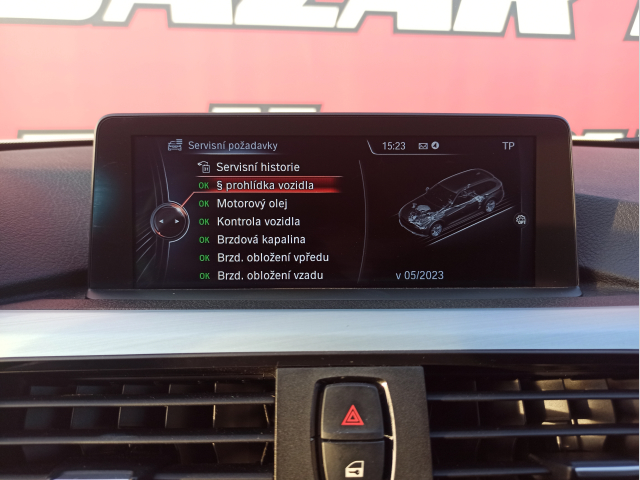 BAZAR
Servisní požadavky
15:23
TP
Servisní historie
OK § prohlídka vozidla
OK Motorový olej
OK Kontrola vozidla
OK Brzdová kapalina
OK Brzd. obložení vpředu
OK Brzd. obložení vzadu
v 05/2023